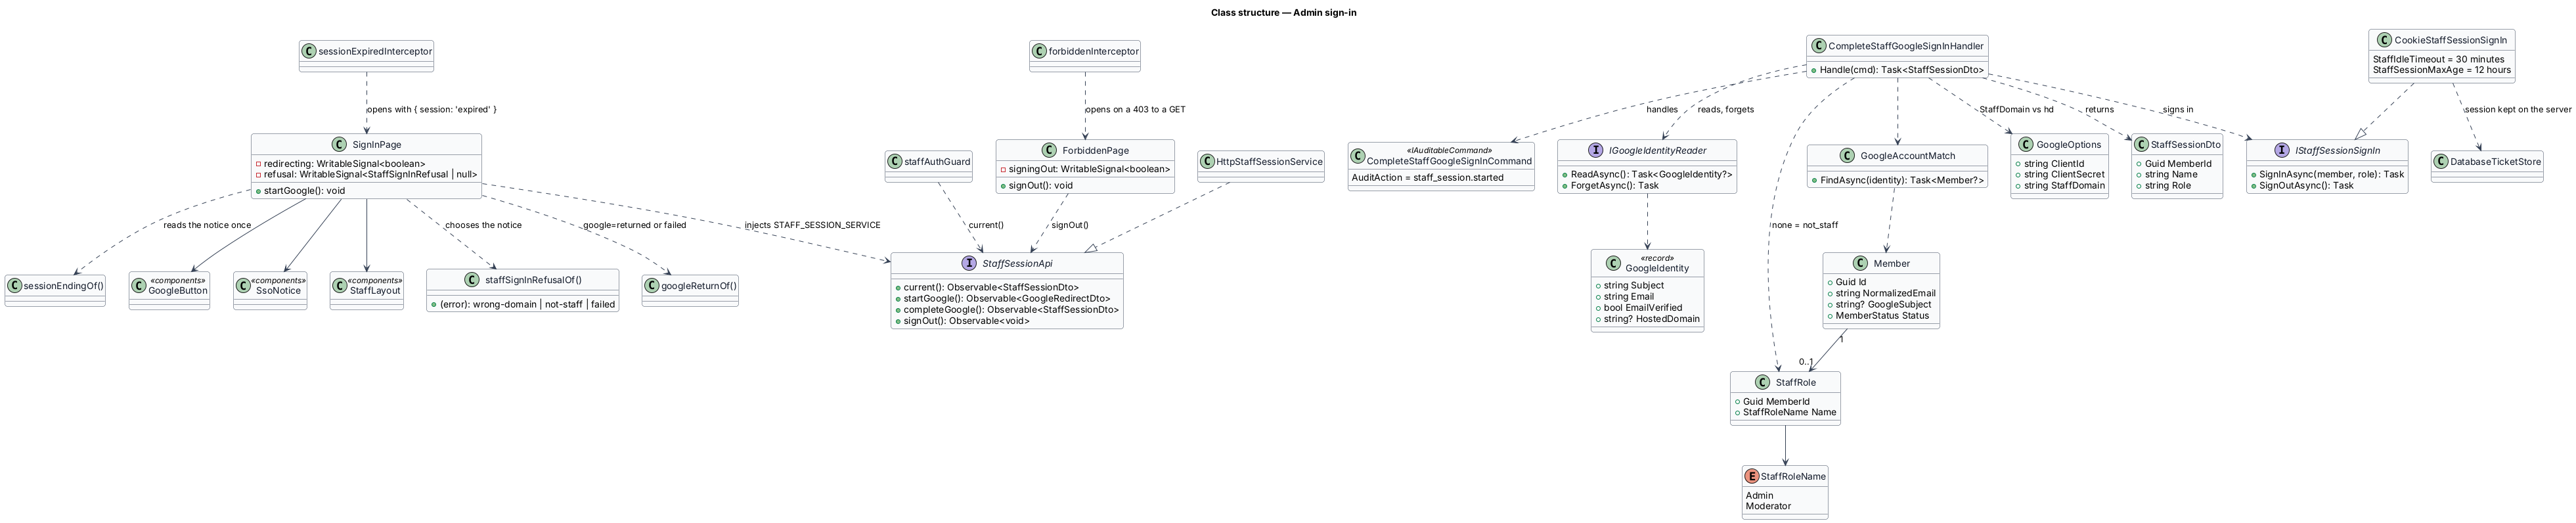 Class structure — Admin sign-in
sessionExpiredInterceptor
forbiddenInterceptor
CompleteStaffGoogleSignInHandler
Handle(cmd): Task<StaffSessionDto>
CookieStaffSessionSignIn
StaffIdleTimeout = 30 minutes
StaffSessionMaxAge = 12 hours
opens with { session: 'expired' }
opens on a 403 to a GET
handles
reads, forgets
StaffDomain vs hd
returns
signs in
session kept on the server
SignInPage
redirecting: WritableSignal<boolean>
refusal: WritableSignal<StaffSignInRefusal | null>
startGoogle(): void
staffAuthGuard
ForbiddenPage
signingOut: WritableSignal<boolean>
signOut(): void
HttpStaffSessionService
«IAuditableCommand»
CompleteStaffGoogleSignInCommand
AuditAction = staff_session.started
IGoogleIdentityReader
ReadAsync(): Task<GoogleIdentity?>
ForgetAsync(): Task
GoogleAccountMatch
FindAsync(identity): Task<Member?>
GoogleOptions
string ClientId
string ClientSecret
string StaffDomain
StaffSessionDto
Guid MemberId
string Name
string Role
IStaffSessionSignIn
SignInAsync(member, role): Task
SignOutAsync(): Task
DatabaseTicketStore
reads the notice once
chooses the notice
google=returned or failed
injects STAFF_SESSION_SERVICE
current()
signOut()
none = not_staff
sessionEndingOf()
«components»
GoogleButton
«components»
SsoNotice
«components»
StaffLayout
staffSignInRefusalOf()
(error): wrong-domain | not-staff | failed
googleReturnOf()
StaffSessionApi
current(): Observable<StaffSessionDto>
startGoogle(): Observable<GoogleRedirectDto>
completeGoogle(): Observable<StaffSessionDto>
signOut(): Observable<void>
«record»
GoogleIdentity
string Subject
string Email
bool EmailVerified
string? HostedDomain
Member
Guid Id
string NormalizedEmail
string? GoogleSubject
MemberStatus Status
1
0..1
StaffRole
Guid MemberId
StaffRoleName Name
StaffRoleName
Admin
Moderator